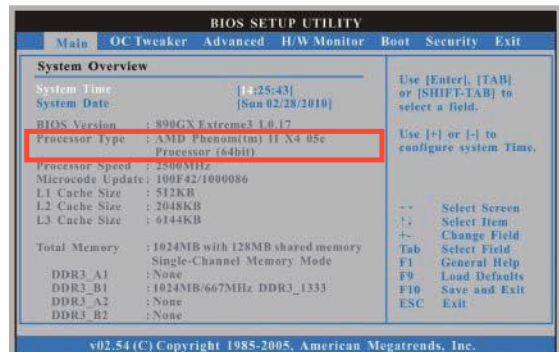 BIOS SETUP UTILITY
Main OC Tweaker Advanced H/W Monitor Boot Security Exit
System Overview
System Time [14:25:43]
System Date [Sun 02/28/2010]
BIOS Version : 890GX Extreme3 L0.17
Processor Type : AMD Phenom(tm) II X4 05e
Processor (64bit)
Processor Speed : 2500MHz
Microcode Update : 100F42/1000086
L1 Cache Size : 512KB
L2 Cache Size : 2048KB
L3 Cache Size : 6144KB
Total Memory : 1024MB with 128MB shared memory
Single-Channel Memory Mode
DDR3_A1 : None
DDR3_B1 : 1024MB/667MHz DDR3_1333
DDR3_A2 : None
DDR3_B2 : None
Use [Enter], [TAB]
or [SHIFT-TAB] to
select a field.
Use [+] or [-] to
configure system Time.
Select Screen
Select Item
+- Change Field
Tab Select Field
F1 General Help
F9 Load Defaults
F10 Save and Exit
ESC Exit
v02.54 (C) Copyright 1985-2005, American Megatrends, Inc.